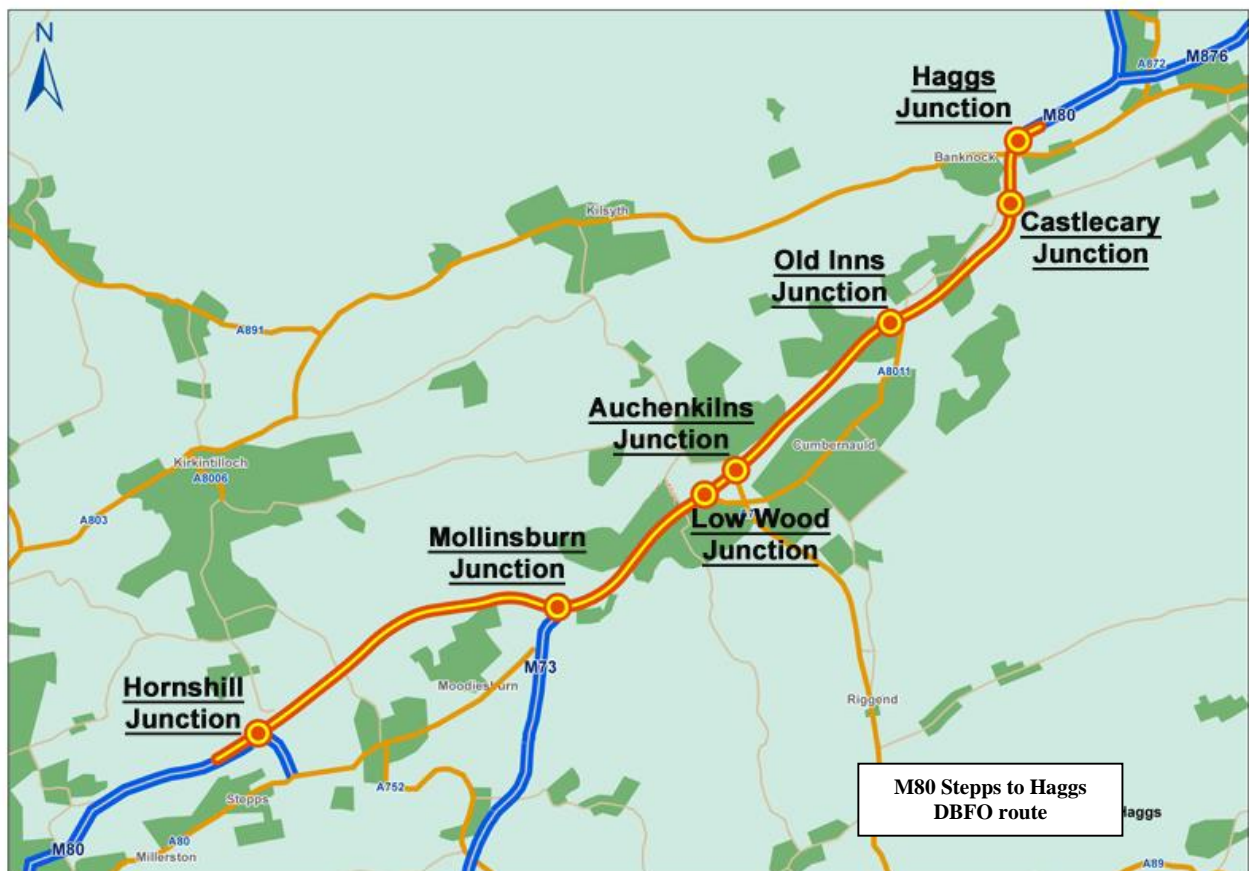 N
M876
A872
Haggs
Junction
M80
Banknock
Castlecary
Junction
Kilsyth
Old Inns
Junction
A891
A8011
Auchenkilns
Junction
Cumbernauld
Kirkintilloch
A8006
A803
Low Wood
Junction
Mollinsburn
Junction
M73
Moodiesburn
Hornshill
Junction
Riggend
A752
Stepps
M80 Stepps to Haggs
DBFO route
Haggs
A80
M80
Millerston
A89